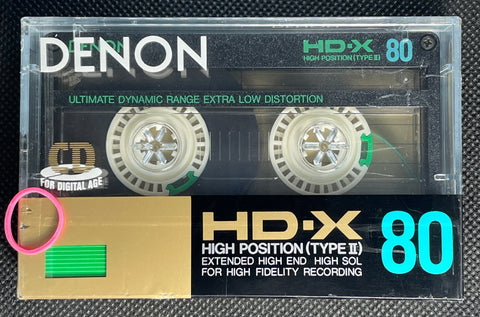 DENON
DENON
HD·X
HIGH POSITION (TYPE II)
80
ULTIMATE DYNAMIC RANGE EXTRA LOW DISTORTION
CD
FOR DIGITAL AGE
HD·X
HIGH POSITION (TYPE II)
EXTENDED HIGH END HIGH SOL
FOR HIGH FIDELITY RECORDING
80